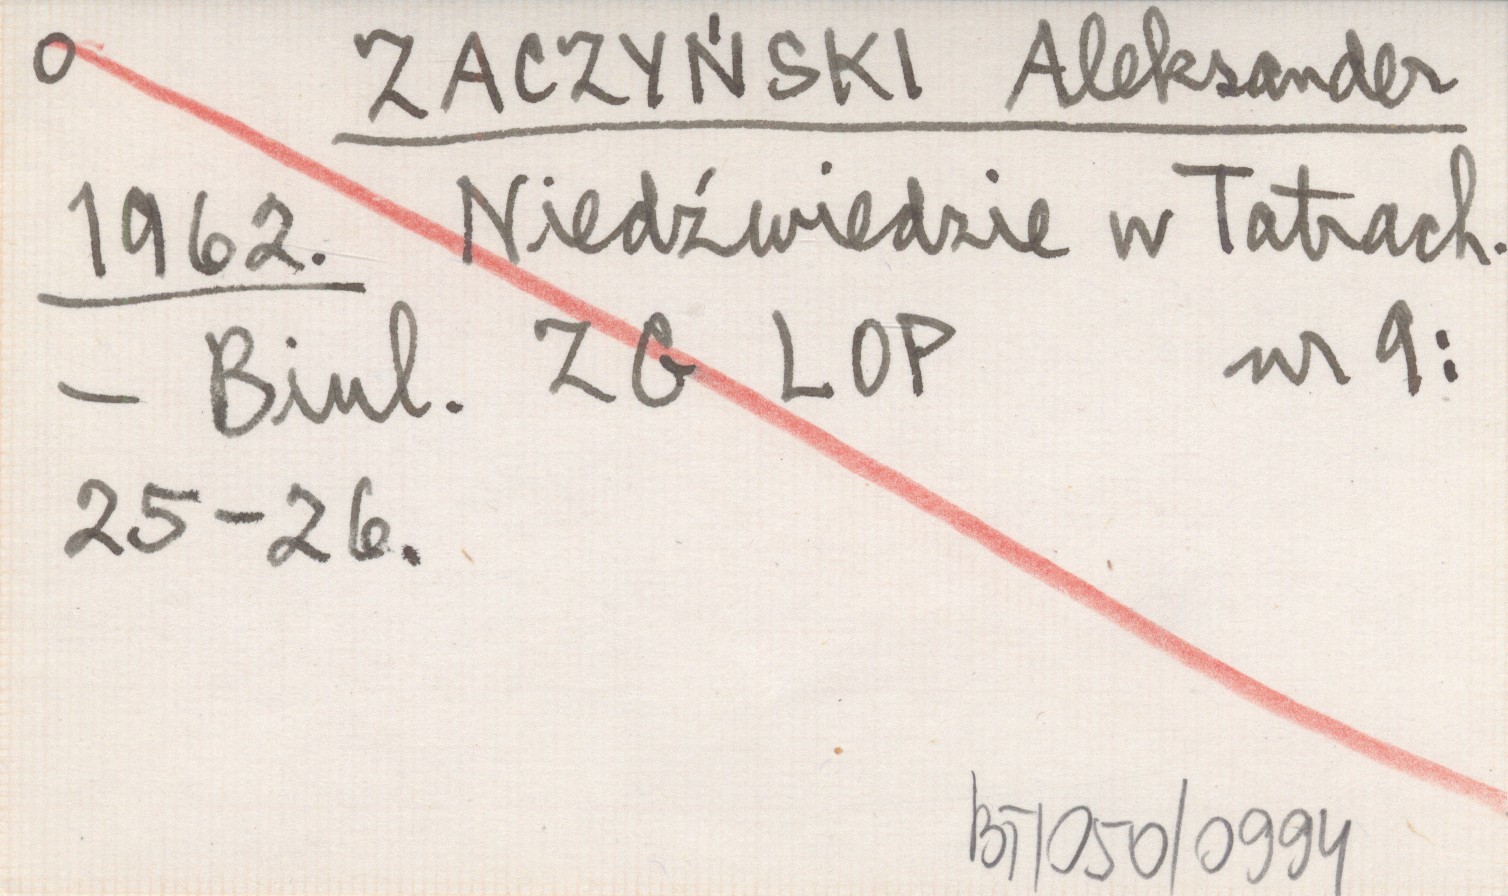 o ZACZYŃSKI Aleksander
1962. Niedźwiedzie w Tatrach.
– Biul. ZG LOP nr 9:
25–26.
BT/050/0994